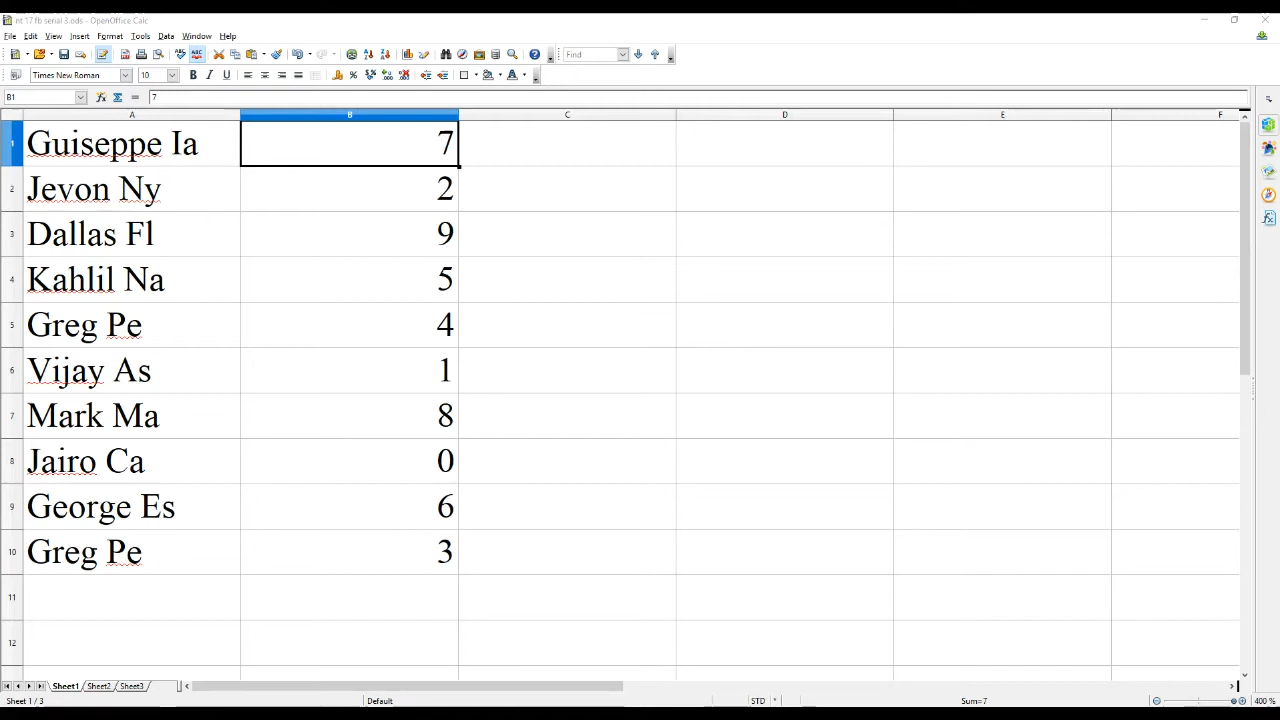 nt 17 fb serial 3.ods - OpenOffice Calc
File Edit View Insert Format Tools Data Window Help
Find
Times New Roman 10
B1 7
A B C D E F
1 Guiseppe Ia 7
2 Jevon Ny 2
3 Dallas Fl 9
4 Kahlil Na 5
5 Greg Pe 4
6 Vijay As 1
7 Mark Ma 8
8 Jairo Ca 0
9 George Es 6
10 Greg Pe 3
11
12
Sheet1 Sheet2 Sheet3
Sheet 1 / 3 Default STD * Sum=7 400 %